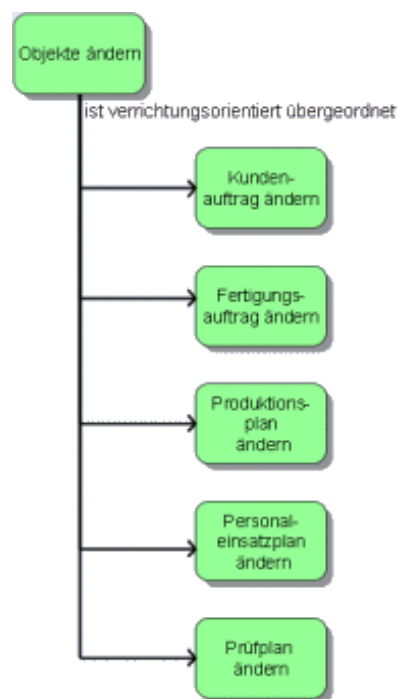 Objekte ändern
ist verrichtungsorientiert übergeordnet
Kunden-
auftrag ändern
Fertigungs-
auftrag ändern
Produktions-
plan
ändern
Personal-
einsatzplan
ändern
Prüfplan
ändern